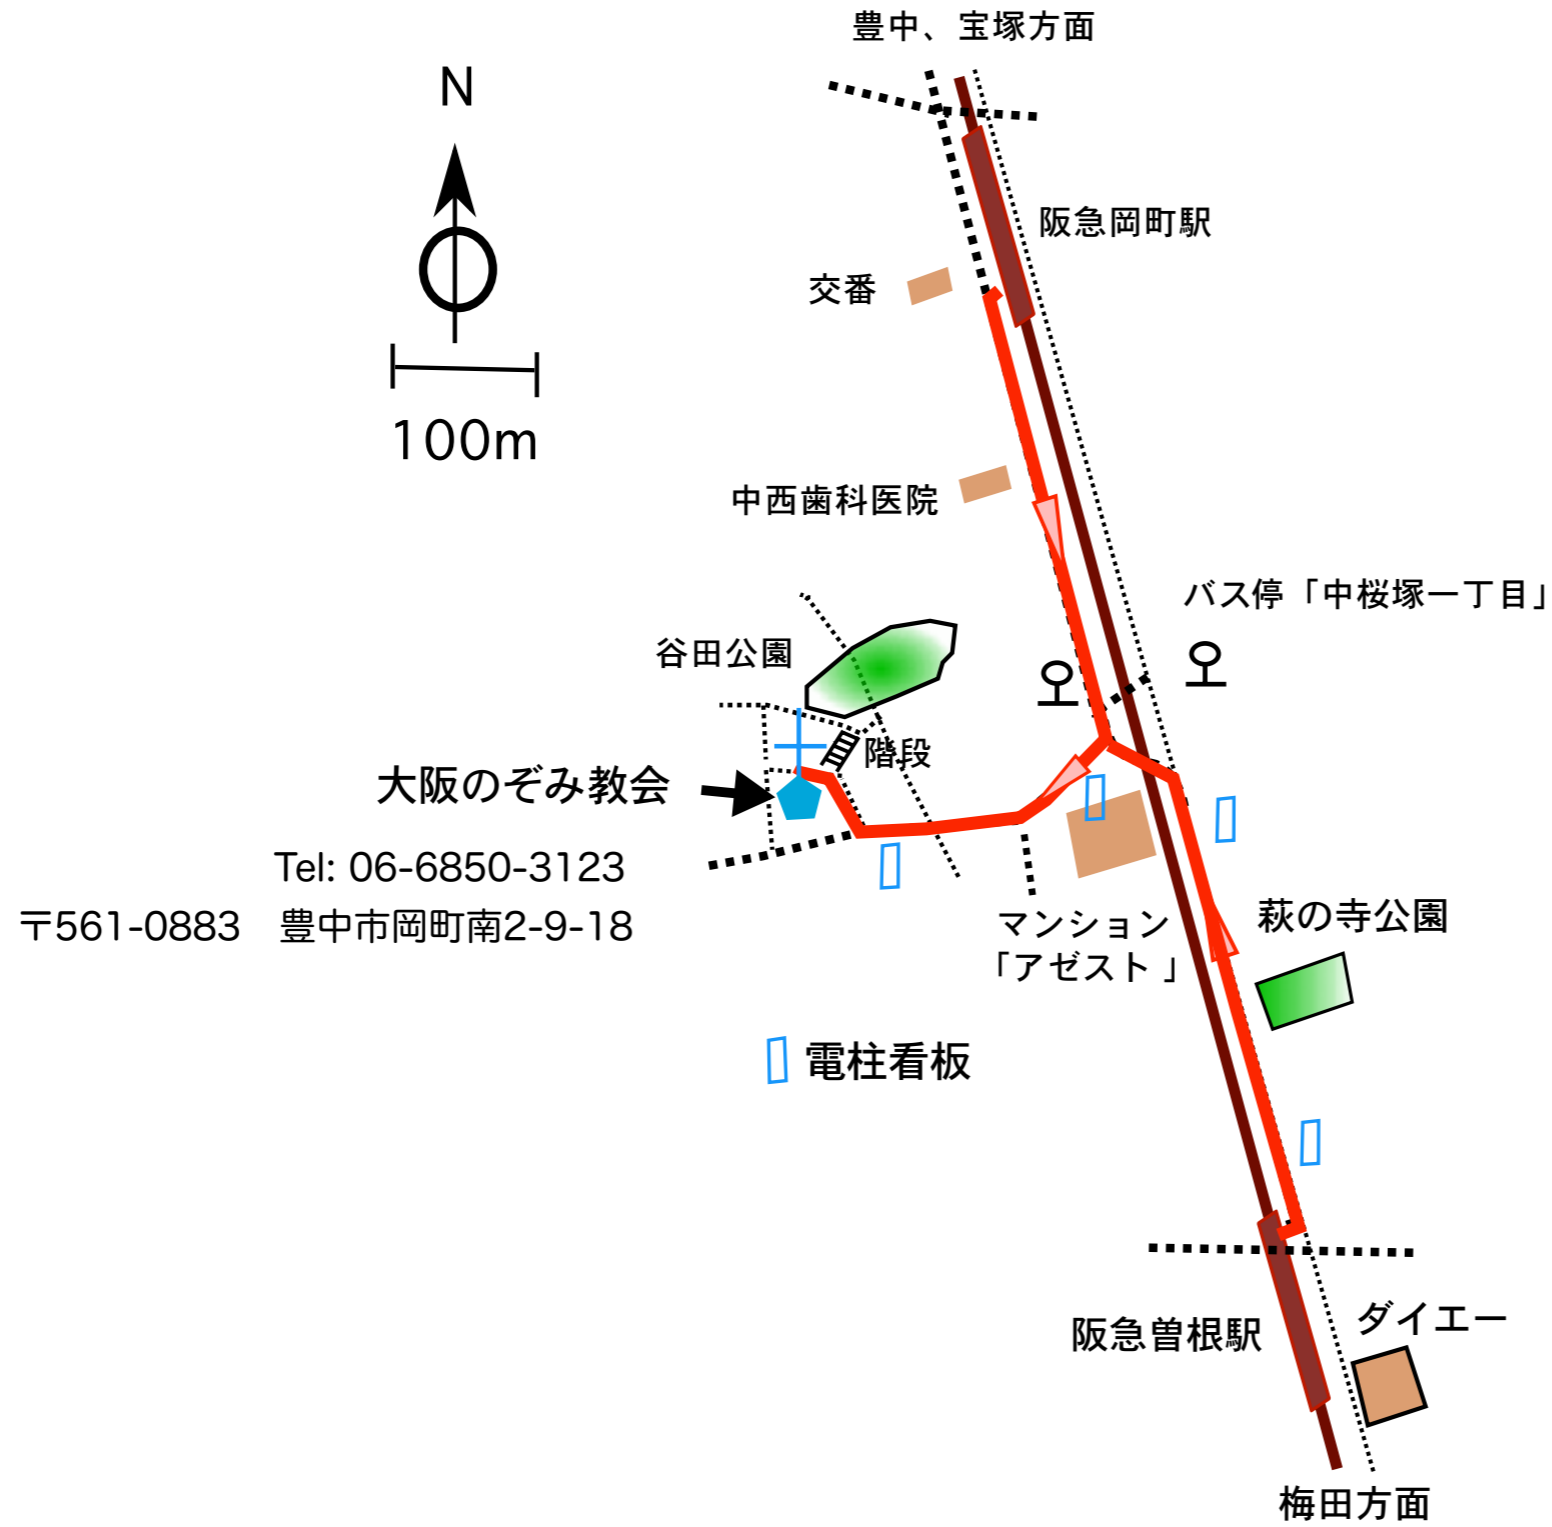 豊中、宝塚方面
N
阪急岡町駅
交番
100m
中西歯科医院
バス停「中桜塚一丁目」
谷田公園
階段
大阪のぞみ教会
Tel: 06-6850-3123
〒561-0883　豊中市岡町南2-9-18
マンション
「アゼスト 」
萩の寺公園
電柱看板
阪急曽根駅
ダイエー
梅田方面